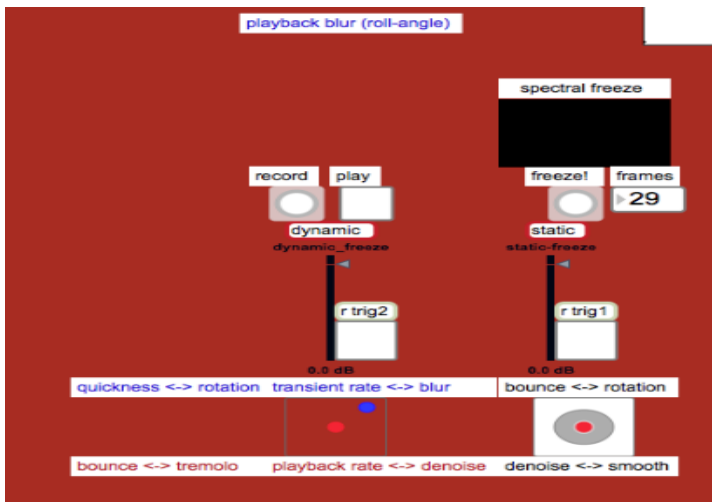 playback blur (roll-angle)
spectral freeze
record play freeze! frames
29
dynamic static
dynamic_freeze static-freeze
r trig2 r trig1
0.0 dB 0.0 dB
quickness <-> rotation transient rate <-> blur bounce <-> rotation
bounce <-> tremolo playback rate <-> denoise denoise <-> smooth